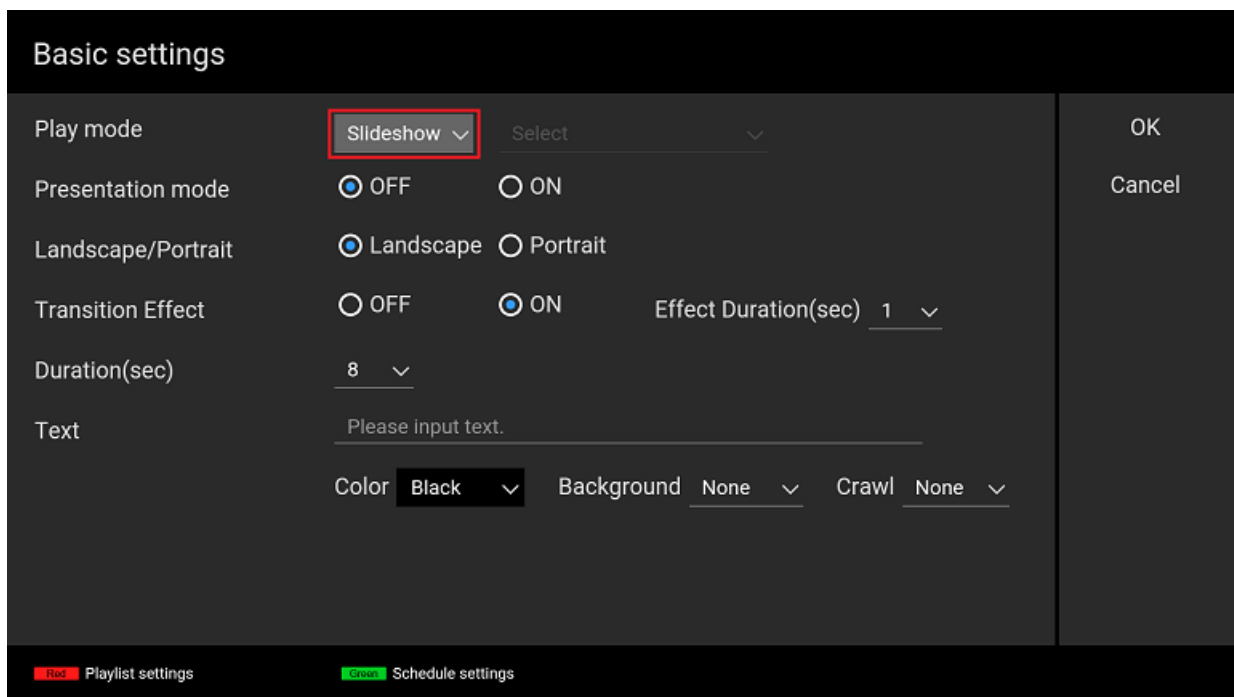 Basic settings
Play mode Slideshow Select OK
Presentation mode OFF ON Cancel
Landscape/Portrait Landscape Portrait
Transition Effect OFF ON Effect Duration(sec) 1
Duration(sec) 8
Text Please input text.
Color Black Background None Crawl None
Red Playlist settings Green Schedule settings